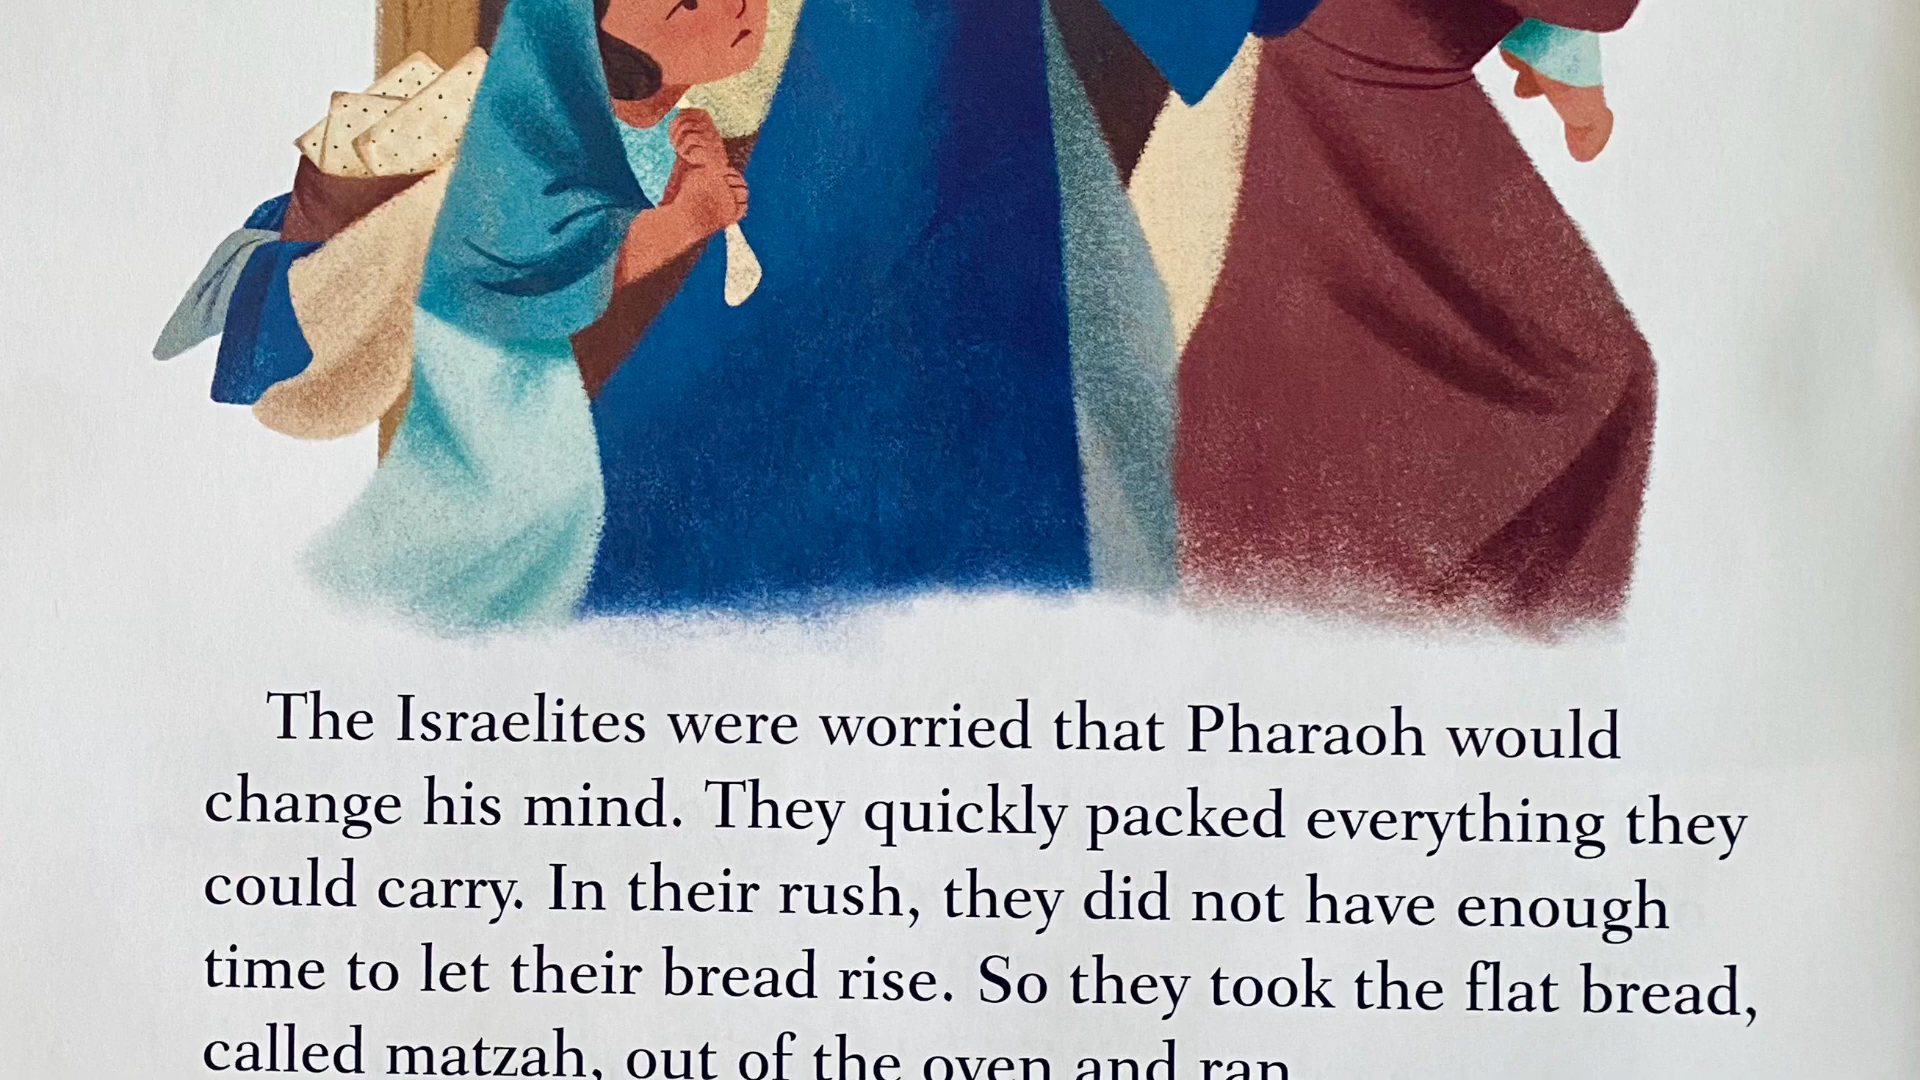 The Israelites were worried that Pharaoh would
change his mind. They quickly packed everything they
could carry. In their rush, they did not have enough
time to let their bread rise. So they took the flat bread,
called matzah, out of the oven and ran